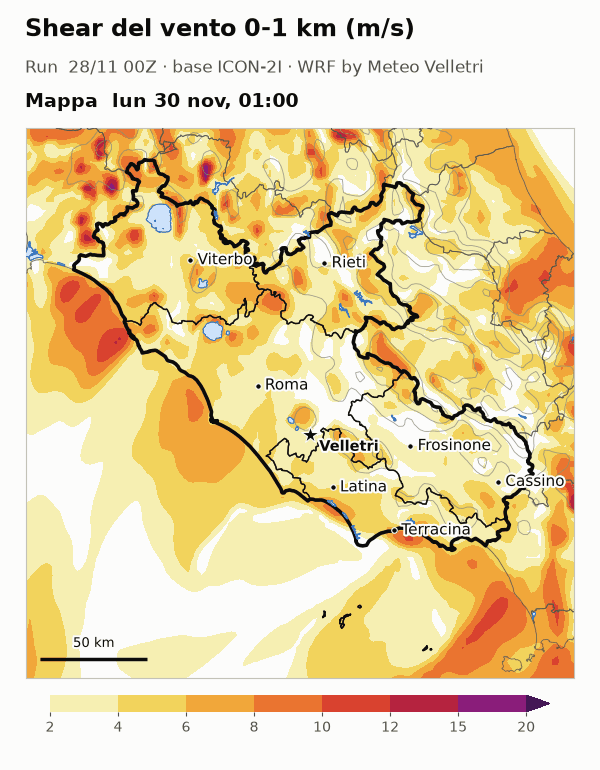 Shear del vento 0-1 km (m/s)
Run  28/11 00Z · base ICON-2I · WRF by Meteo Velletri
Mappa  lun 30 nov, 01:00
Viterbo
Rieti
Roma
Velletri
Frosinone
Latina
Cassino
Terracina
50 km
2 4 6 8 10 12 15 20